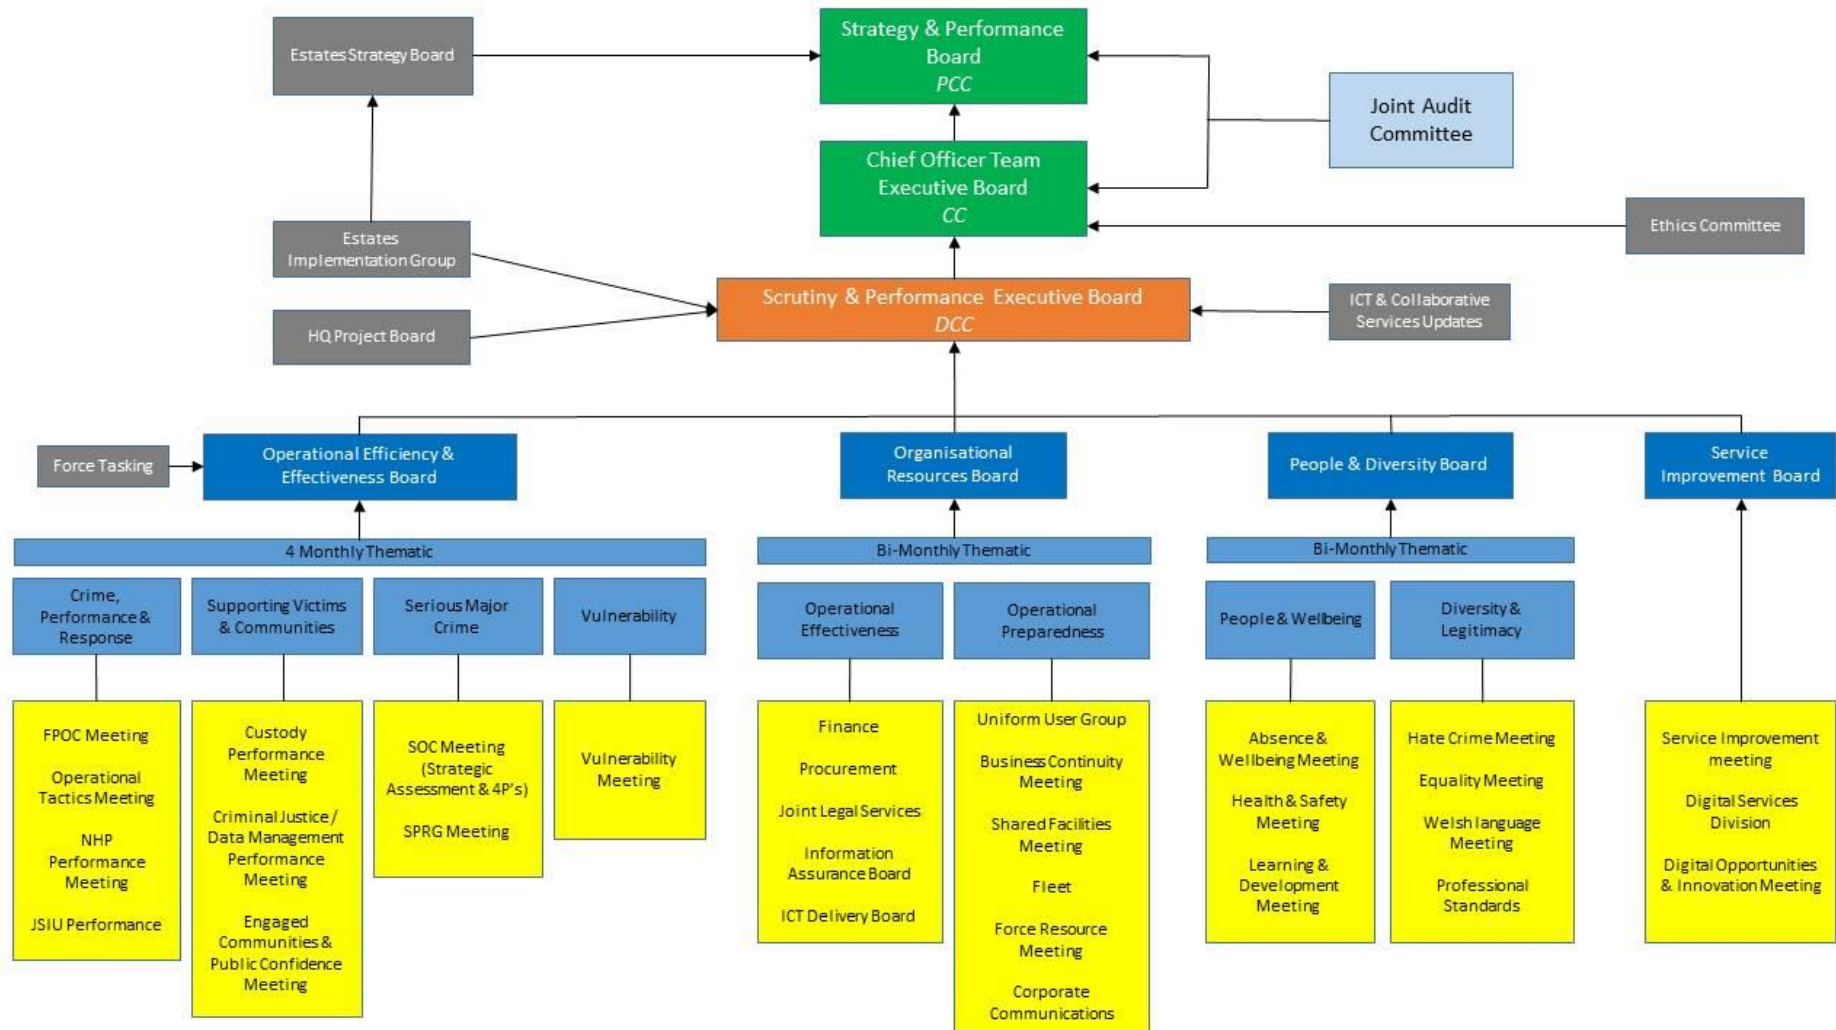 Strategy & Performance
Board
PCC
Estates Strategy Board
Joint Audit
Committee
Chief Officer Team
Executive Board
CC
Estates
Implementation Group
Ethics Committee
Scrutiny & Performance Executive Board
DCC
ICT & Collaborative
Services Updates
HQ Project Board
Force Tasking
Operational Efficiency &
Effectiveness Board
Organisational
Resources Board
People & Diversity Board
Service
Improvement Board
4 Monthly Thematic
Bi-Monthly Thematic
Bi-Monthly Thematic
Crime,
Performance &
Response
Supporting Victims
& Communities
Serious Major
Crime
Vulnerability
Operational
Effectiveness
Operational
Preparedness
People & Wellbeing
Diversity &
Legitimacy
FPOC Meeting
Operational
Tactics Meeting
NHP
Performance
Meeting
JSIU Performance
Custody
Performance
Meeting
Criminal Justice /
Data Management
Performance
Meeting
Engaged
Communities &
Public Confidence
Meeting
SOC Meeting
(Strategic
Assessment & 4P's)
SPRG Meeting
Vulnerability
Meeting
Finance
Procurement
Joint Legal Services
Information
Assurance Board
ICT Delivery Board
Uniform User Group
Business Continuity
Meeting
Shared Facilities
Meeting
Fleet
Force Resource
Meeting
Corporate
Communications
Absence &
Wellbeing Meeting
Health & Safety
Meeting
Learning &
Development
Meeting
Hate Crime Meeting
Equality Meeting
Welsh language
Meeting
Professional
Standards
Service Improvement
meeting
Digital Services
Division
Digital Opportunities
& Innovation Meeting